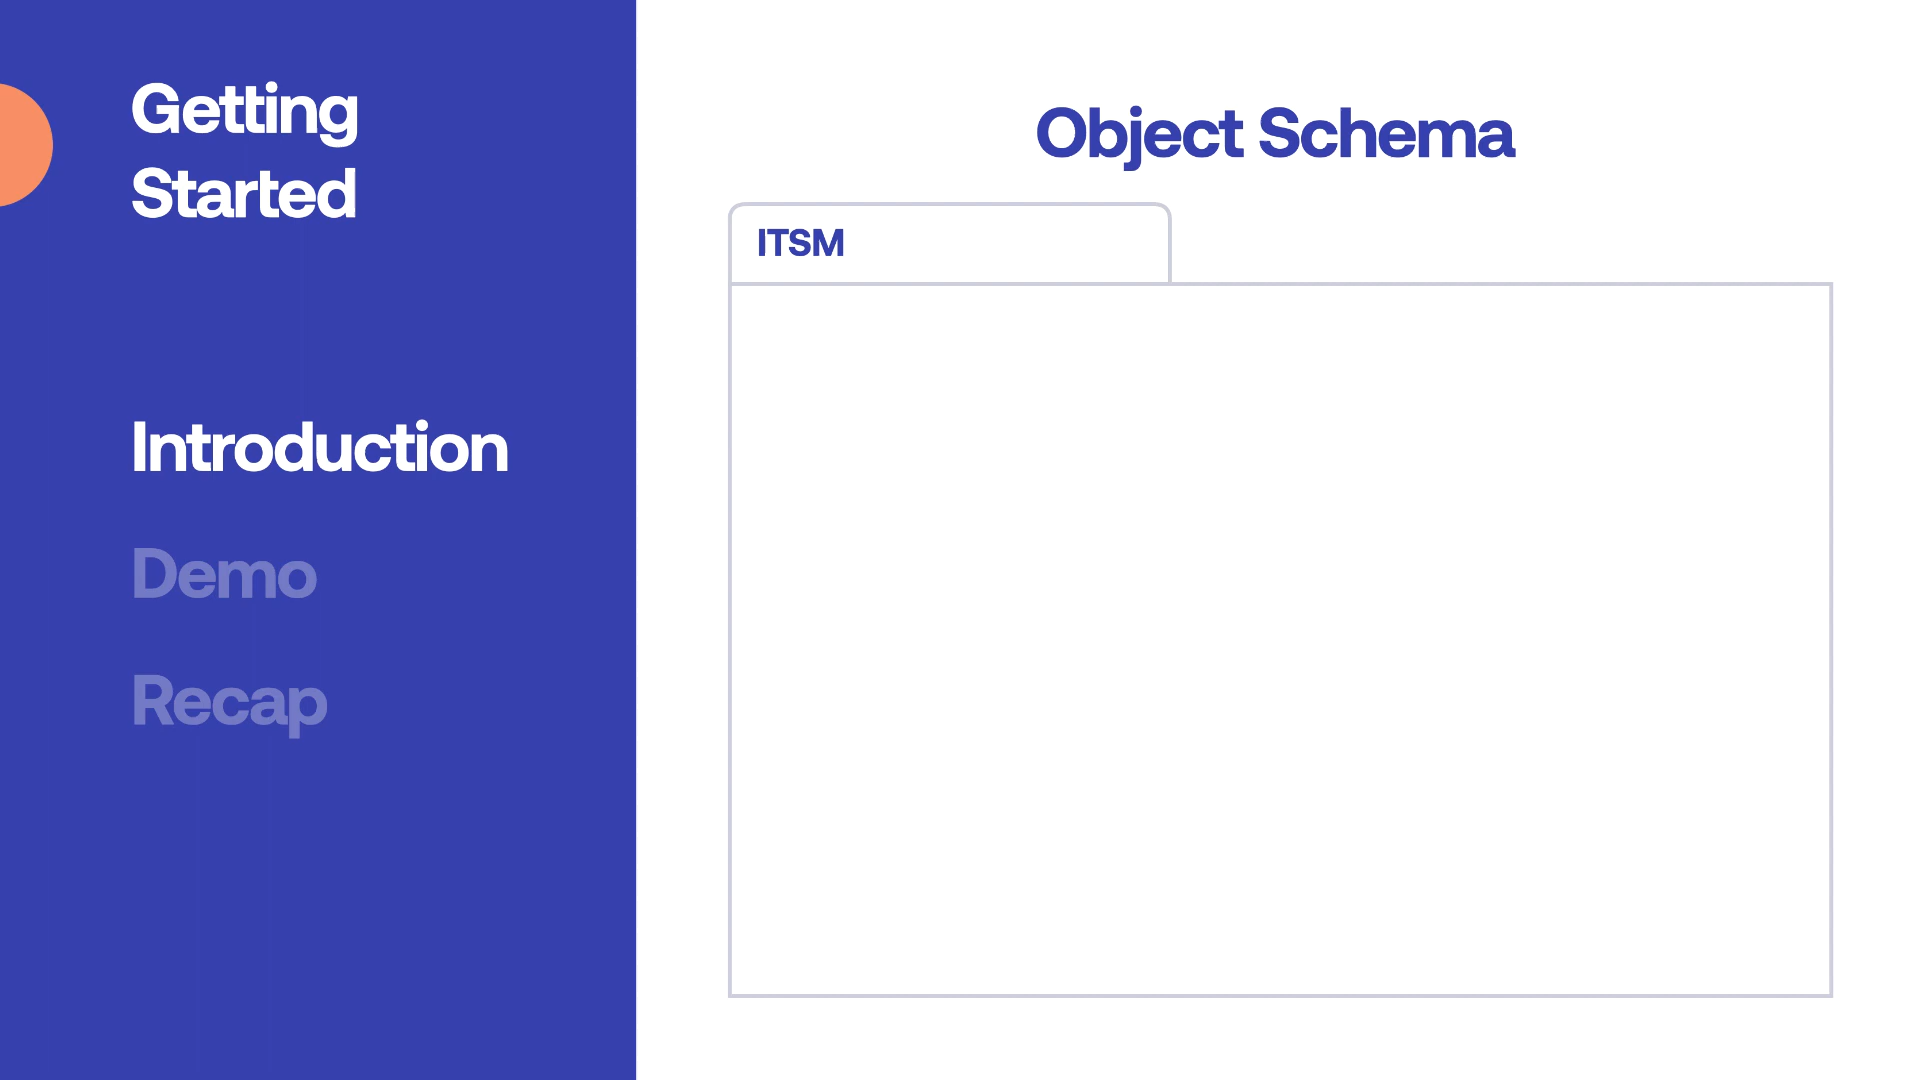 Getting
Started
Introduction
Demo
Recap
Object Schema
ITSM